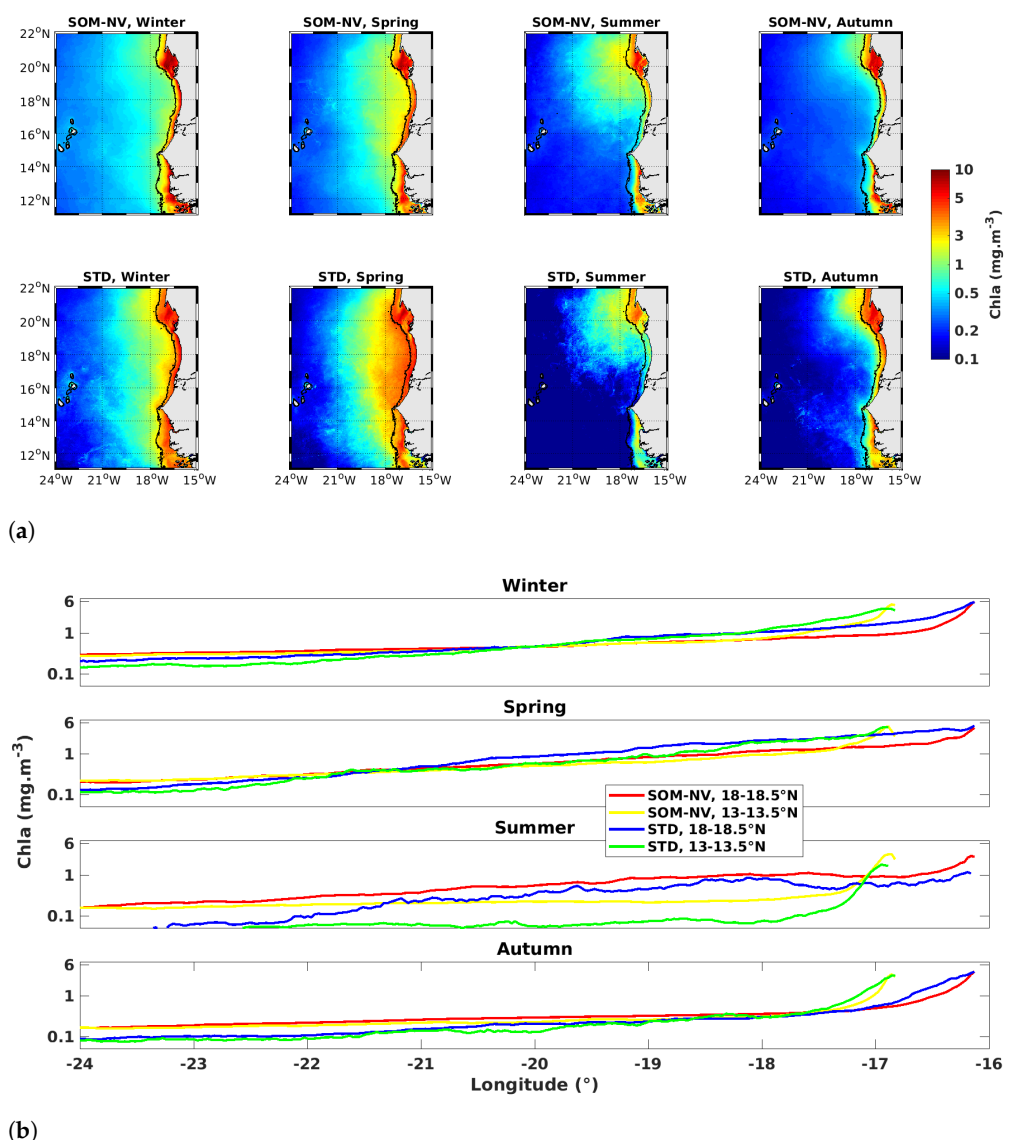 SOM-NV, Winter SOM-NV, Spring SOM-NV, Summer SOM-NV, Autumn
22°N
20°N
18°N
16°N
14°N
12°N
STD, Winter STD, Spring STD, Summer STD, Autumn
22°N
20°N
18°N
16°N
14°N
12°N
24°W 21°W 18°W 15°W 24°W 21°W 18°W 15°W 24°W 21°W 18°W 15°W 24°W 21°W 18°W 15°W
10
5
3
1
0.5
0.2
0.1
Chla (mg.m⁻³)
(a)
Winter
6
1
0.1
Spring
6
1
0.1
SOM-NV, 18-18.5°N
SOM-NV, 13-13.5°N
STD, 18-18.5°N
STD, 13-13.5°N
Summer
6
1
0.1
Autumn
6
1
0.1
-24 -23 -22 -21 -20 -19 -18 -17 -16
Longitude (°)
Chla (mg.m⁻³)
(b)